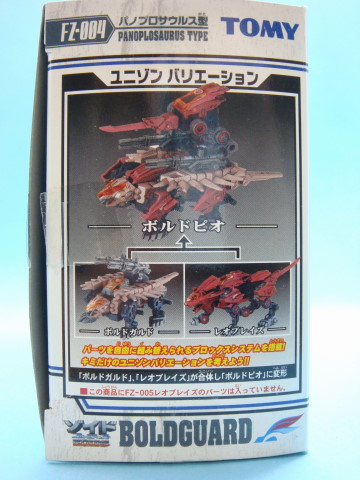 FZ-004
パノプロサウルス型
PANOPLOSAURUS TYPE
TOMY
ユニゾン バリエーション
ボルドピオ
ボルドガルド
レオブレイズ
パーツを自由に組み替えられるブロックスシステムを搭載!
キミだけのユニゾンバリエーションを考えよう!!
「ボルドガルド」、「レオブレイズ」が合体し「ボルドピオ」に変形
■この商品にFZ-005レオブレイズのパーツは入っていません。
ゾイド
BOLDGUARD